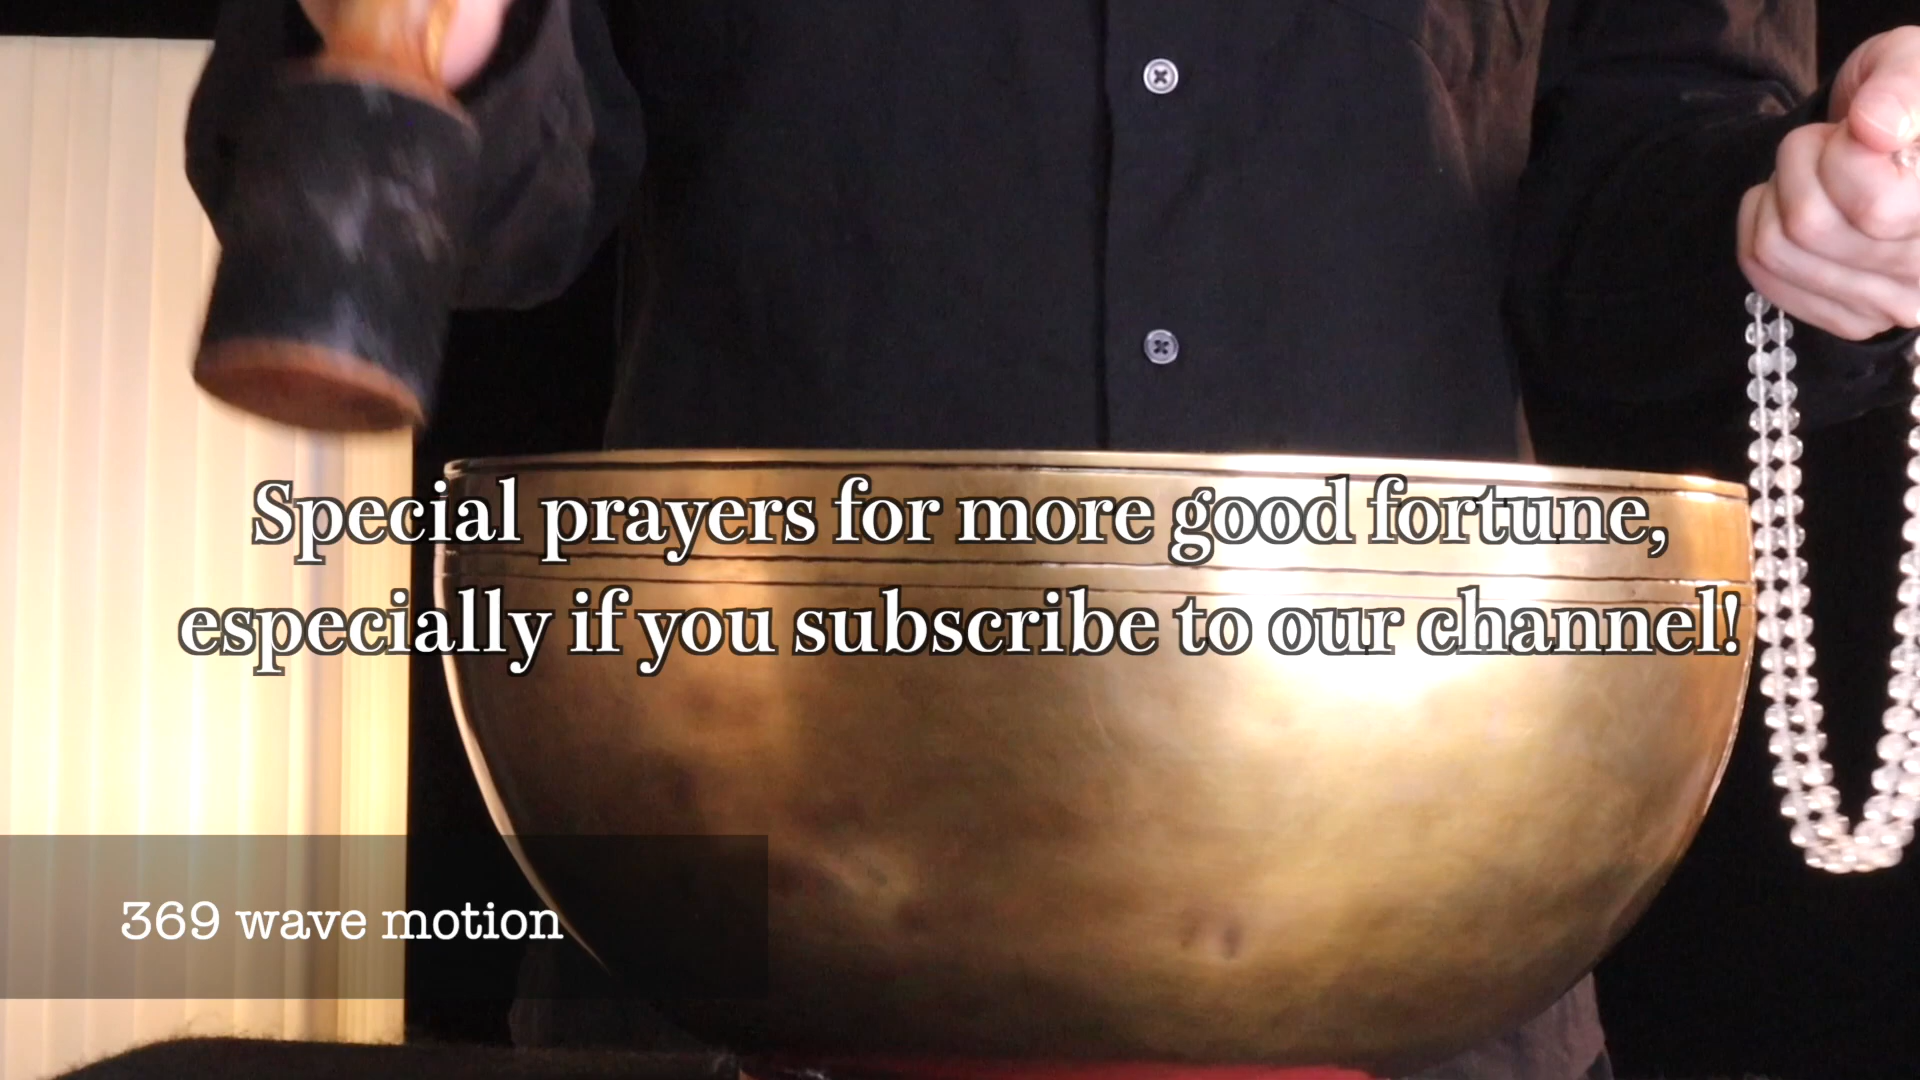 Special prayers for more good fortune,
especially if you subscribe to our channel!
369 wave motion